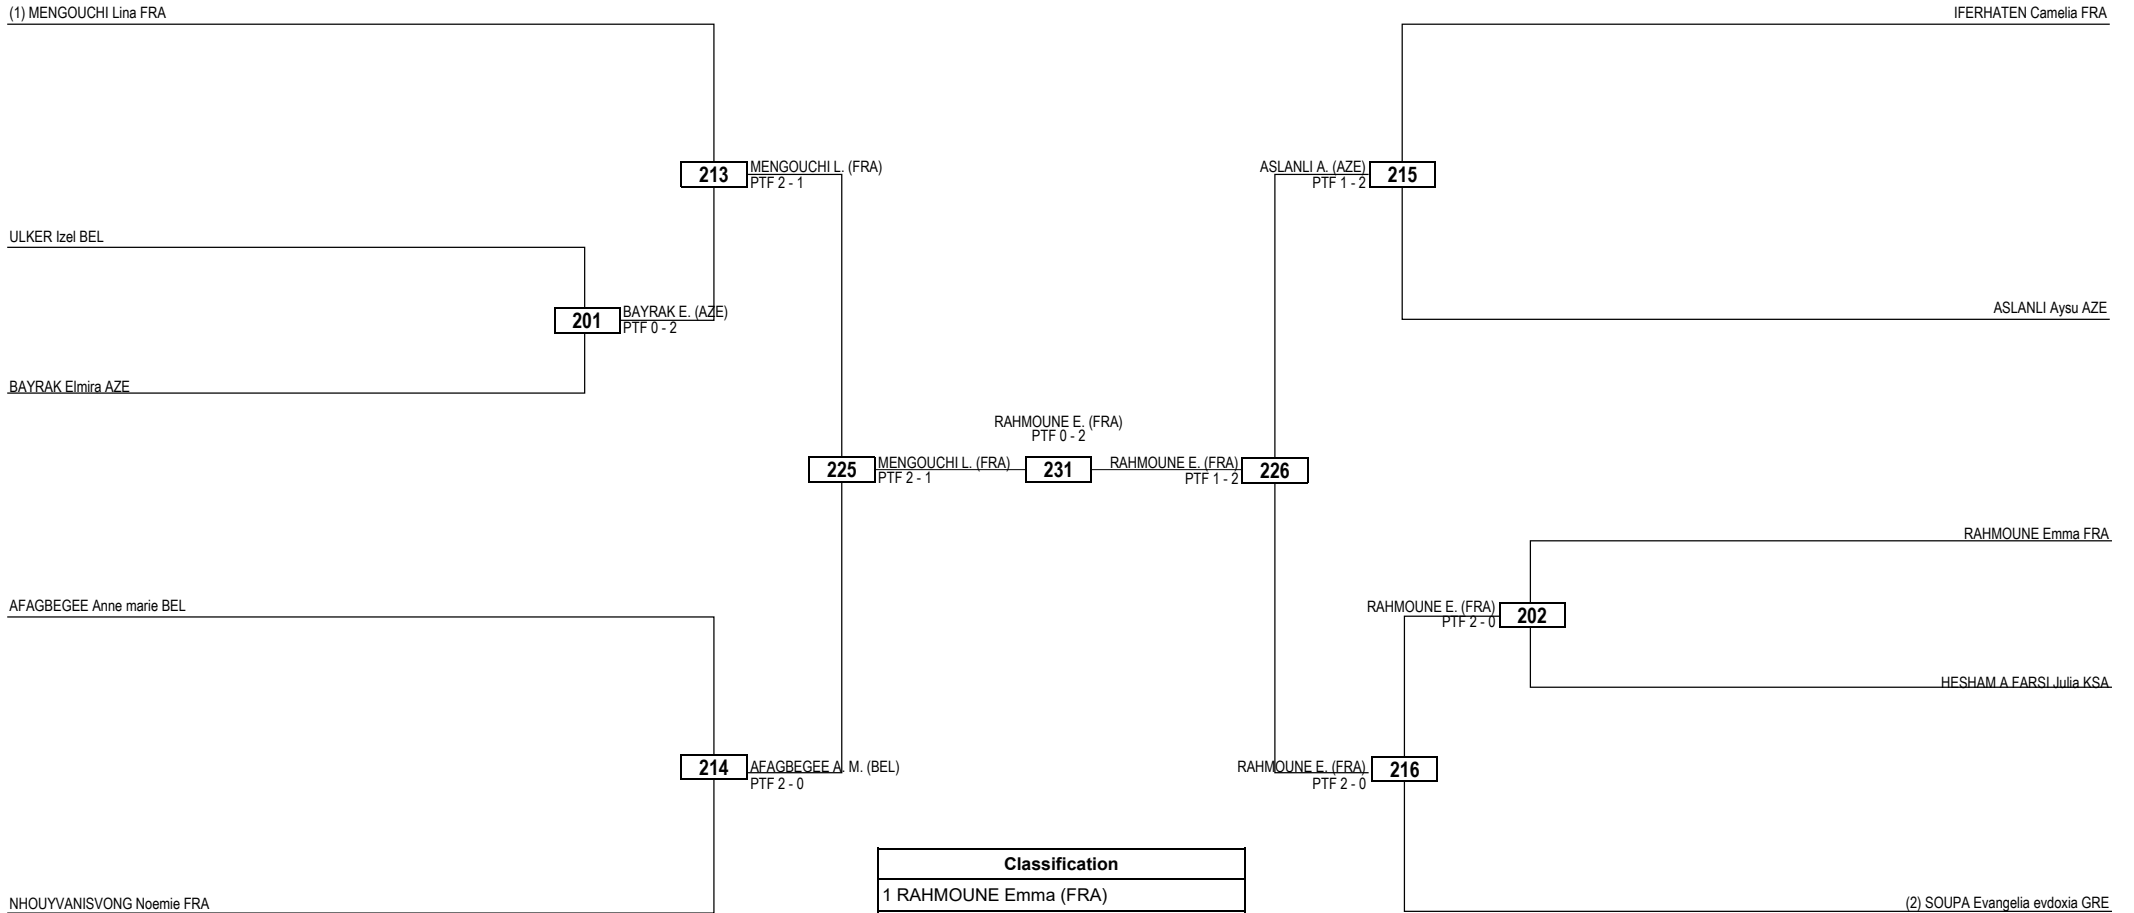 (1) MENGOUCHI Lina FRA
IFERHATEN Camelia FRA
213
MENGOUCHI L. (FRA)
PTF 2 - 1
ASLANLI A. (AZE)
PTF 1 - 2
215
ULKER Izel BEL
201
BAYRAK E. (AZE)
PTF 0 - 2
ASLANLI Aysu AZE
BAYRAK Elmira AZE
RAHMOUNE E. (FRA)
PTF 0 - 2
225
MENGOUCHI L. (FRA)
PTF 2 - 1
231
RAHMOUNE E. (FRA)
PTF 1 - 2
226
RAHMOUNE Emma FRA
AFAGBEGEE Anne marie BEL
RAHMOUNE E. (FRA)
PTF 2 - 0
202
HESHAM A FARSI Julia KSA
214
AFAGBEGEE A. M. (BEL)
PTF 2 - 0
RAHMOUNE E. (FRA)
PTF 2 - 0
216
Classification
1 RAHMOUNE Emma (FRA)
NHOUYVANISVONG Noemie FRA
(2) SOUPA Evangelia evdoxia GRE